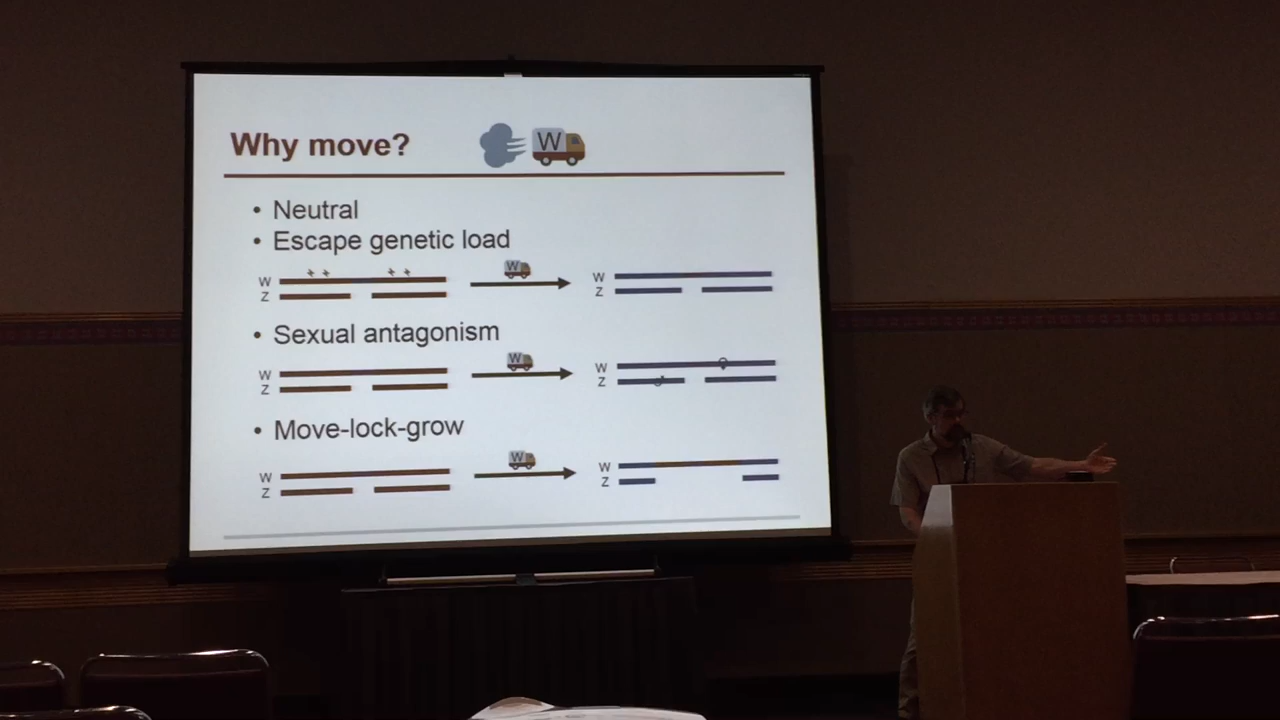 Why move?
W
• Neutral
• Escape genetic load
W
W
Z
W
Z
• Sexual antagonism
W
W
Z
W
Z
• Move-lock-grow
W
W
Z
W
Z